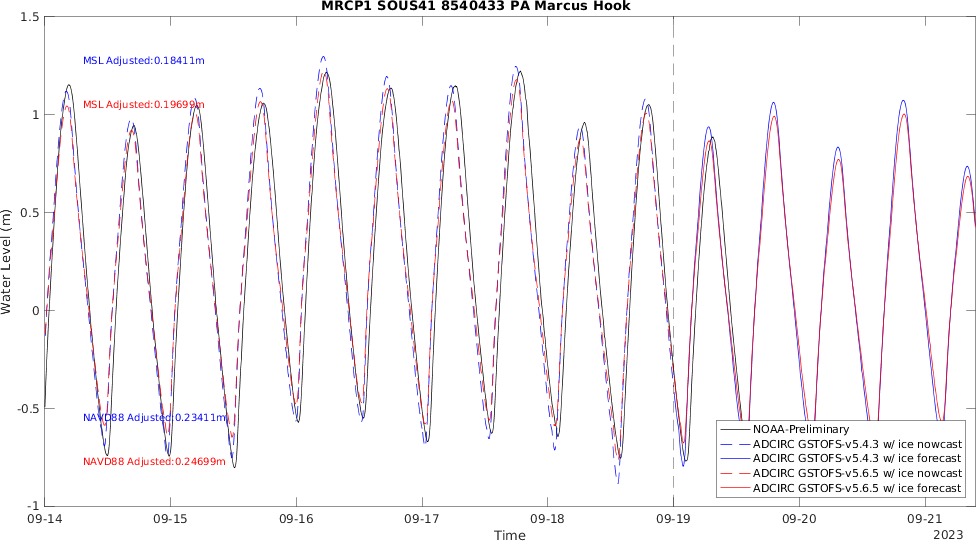 MRCP1 SOUS41 8540433 PA Marcus Hook
1.5
1
0.5
0
-0.5
-1
Water Level (m)
MSL Adjusted:0.18411m
MSL Adjusted:0.19699m
NAVD88 Adjusted:0.23411m
NAVD88 Adjusted:0.24699m
NOAA-Preliminary
ADCIRC GSTOFS-v5.4.3 w/ ice nowcast
ADCIRC GSTOFS-v5.4.3 w/ ice forecast
ADCIRC GSTOFS-v5.6.5 w/ ice nowcast
ADCIRC GSTOFS-v5.6.5 w/ ice forecast
09-14 09-15 09-16 09-17 09-18 09-19 09-20 09-21
Time
2023